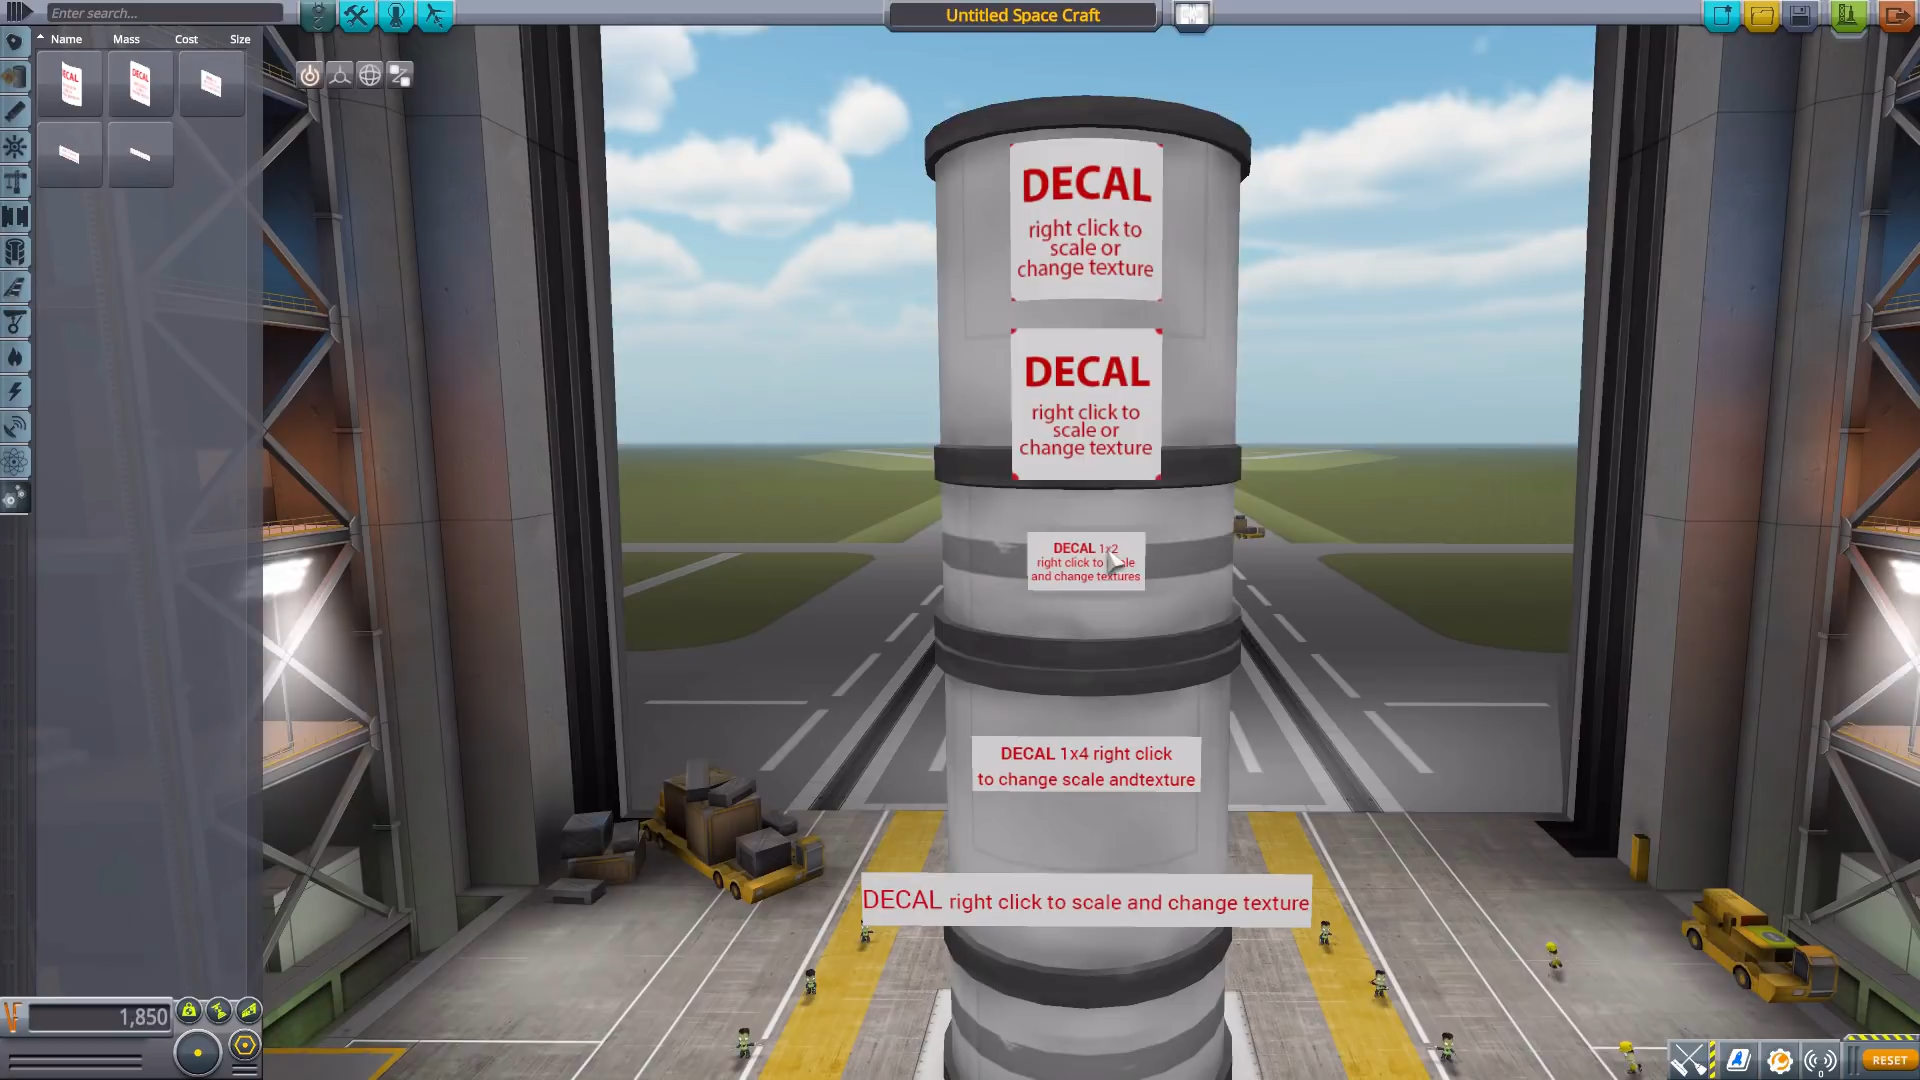 Enter search...
Untitled Space Craft
Name Mass Cost Size
DECAL
right click to
scale or
change texture
DECAL
right click to
scale or
change texture
DECAL 1x2
right click to
and change textures
DECAL 1x4 right click
to change scale andtexture
DECAL right click to scale and change texture
1,850
0
RESET